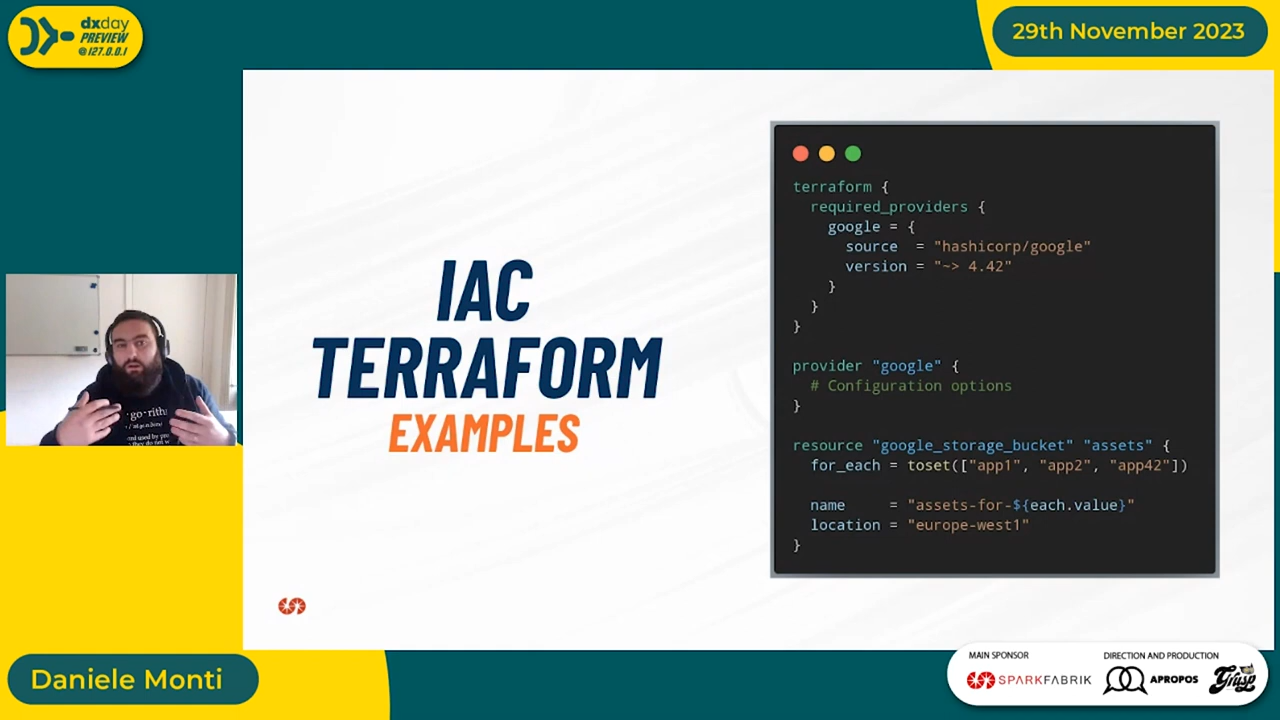 dxday
PREVIEW
@127.0.0.1
29th November 2023
IAC
TERRAFORM
EXAMPLES
terraform {
  required_providers {
    google = {
      source  = "hashicorp/google"
      version = "~> 4.42"
    }
  }
}
provider "google" {
  # Configuration options
}
resource "google_storage_bucket" "assets" {
  for_each = toset(["app1", "app2", "app42"])
  name     = "assets-for-${each.value}"
  location = "europe-west1"
}
Daniele Monti
MAIN SPONSOR
SPARKFABRIK
DIRECTION AND PRODUCTION
APROPOS
Grusp